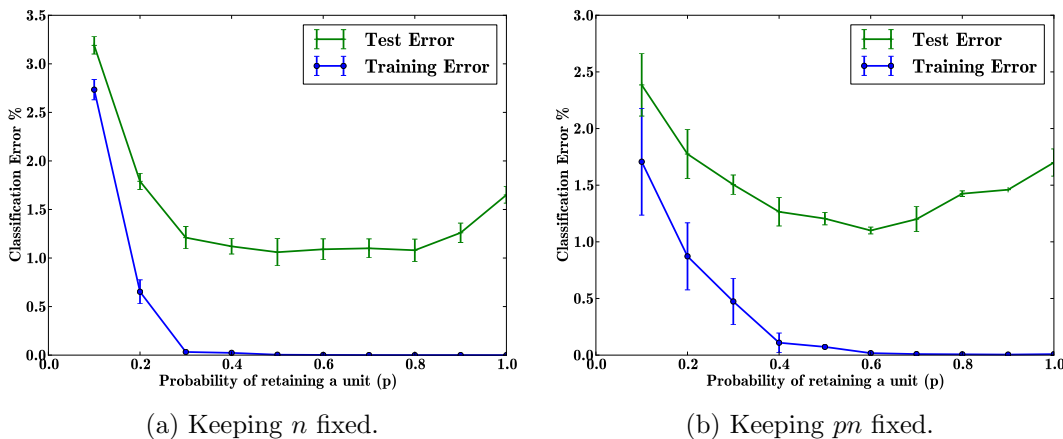 3.5
3.0
2.5
2.0
1.5
1.0
0.5
0.0
Classification Error %
Test Error
Training Error
0.0 0.2 0.4 0.6 0.8 1.0
Probability of retaining a unit (p)
(a) Keeping n fixed.
3.0
2.5
2.0
1.5
1.0
0.5
0.0
Classification Error %
Test Error
Training Error
0.0 0.2 0.4 0.6 0.8 1.0
Probability of retaining a unit (p)
(b) Keeping pn fixed.